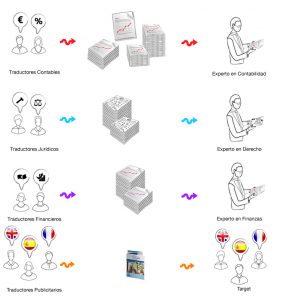 € %
Traductores Contables
Experto en Contabilidad
Traductores Jurídicos
Experto en Derecho
Traductores Financieros
Experto en Finanzas
Traductores Publicitarios
Target